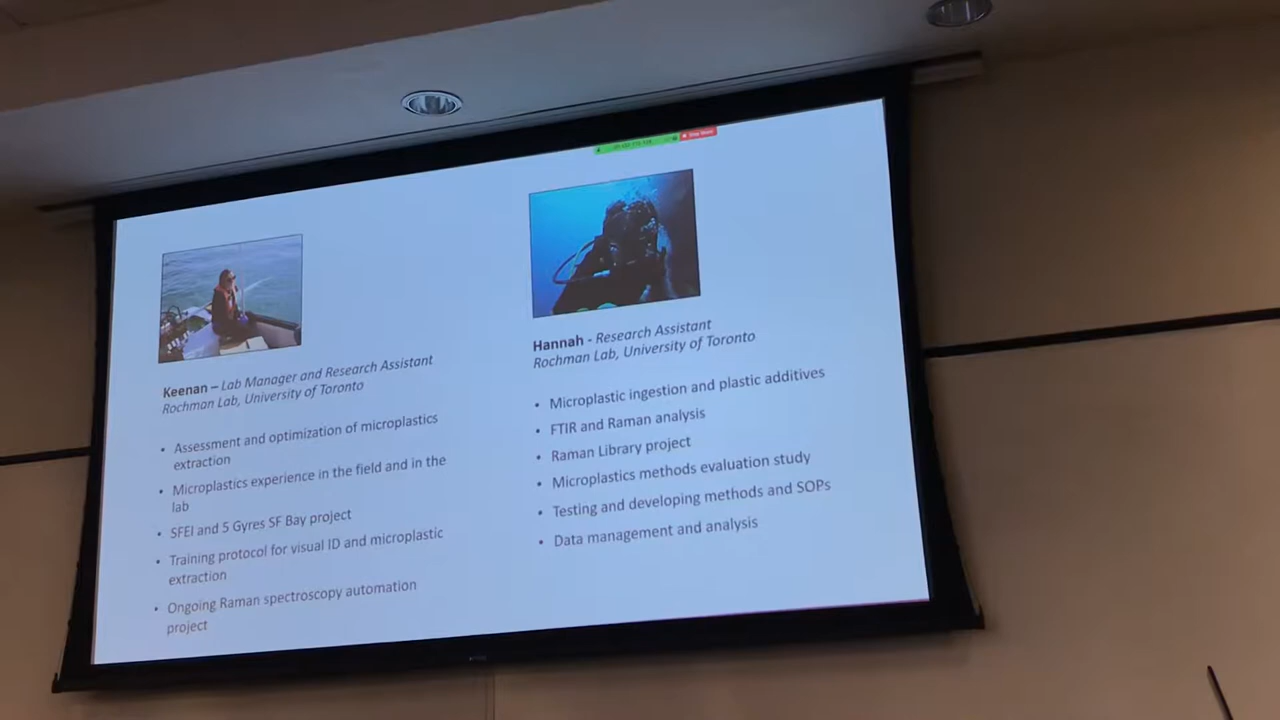 Stop Share
Keenan – Lab Manager and Research Assistant
Rochman Lab, University of Toronto
• Assessment and optimization of microplastics
extraction
• Microplastics experience in the field and in the
lab
• SFEI and 5 Gyres SF Bay project
• Training protocol for visual ID and microplastic
extraction
• Ongoing Raman spectroscopy automation
project
Hannah - Research Assistant
Rochman Lab, University of Toronto
• Microplastic ingestion and plastic additives
• FTIR and Raman analysis
• Raman Library project
• Microplastics methods evaluation study
• Testing and developing methods and SOPs
• Data management and analysis